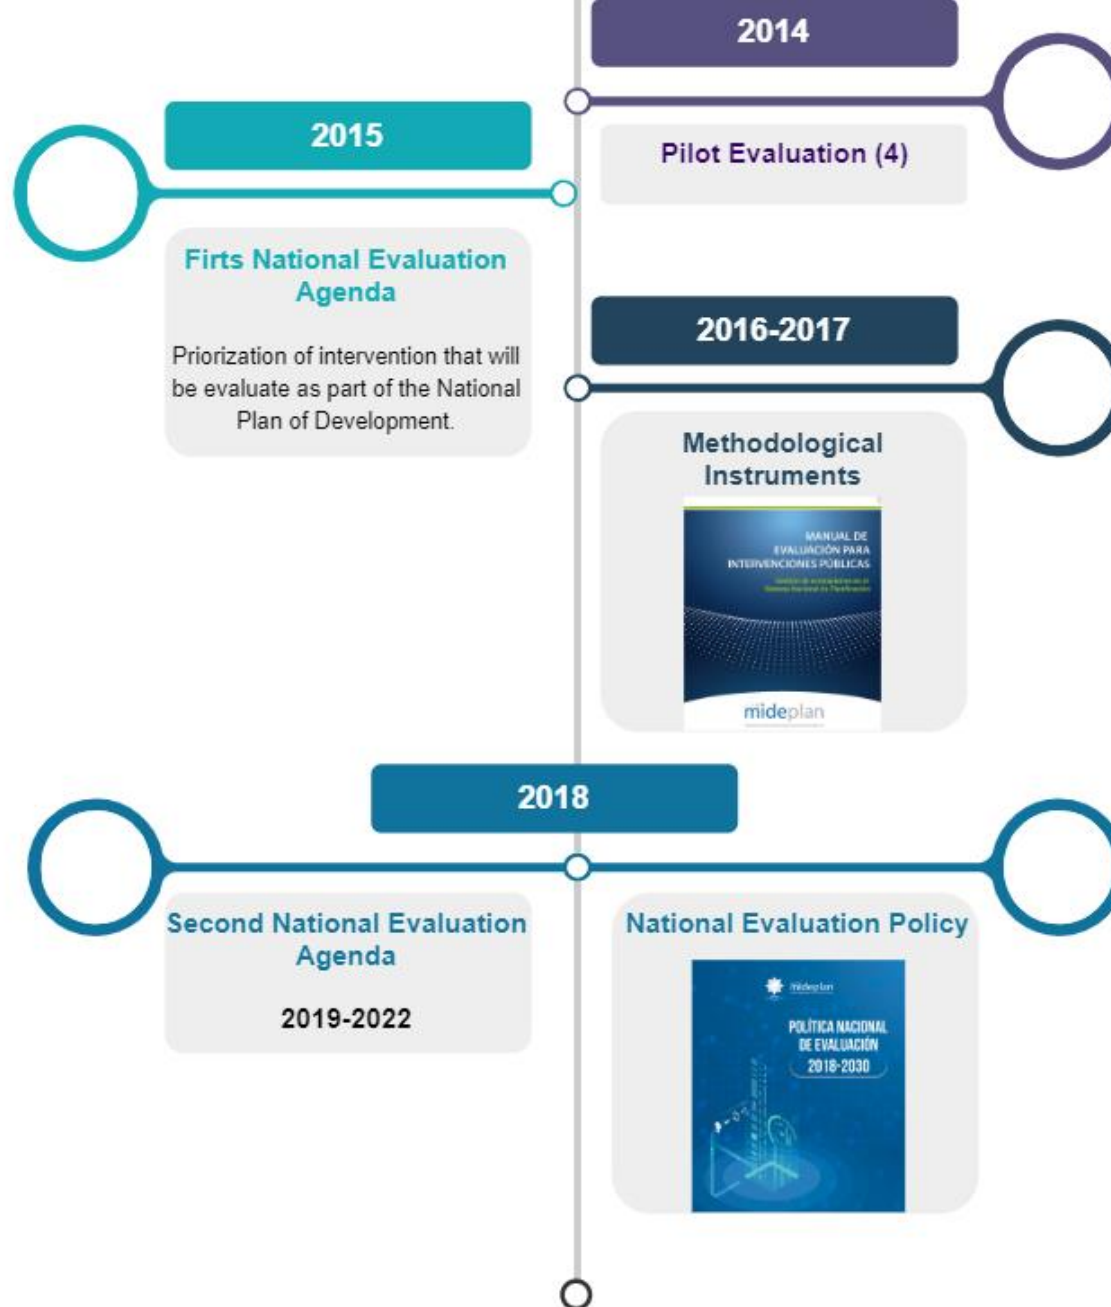 2014
Pilot Evaluation (4)
2015
Firts National Evaluation
Agenda
Priorization of intervention that will
be evaluate as part of the National
Plan of Development.
2016-2017
Methodological
Instruments
MANUAL DE
EVALUACIÓN PARA
INTERVENCIONES PÚBLICAS
mideplan
2018
Second National Evaluation
Agenda
2019-2022
National Evaluation Policy
mideplan
POLÍTICA NACIONAL
DE EVALUACIÓN
2018-2030